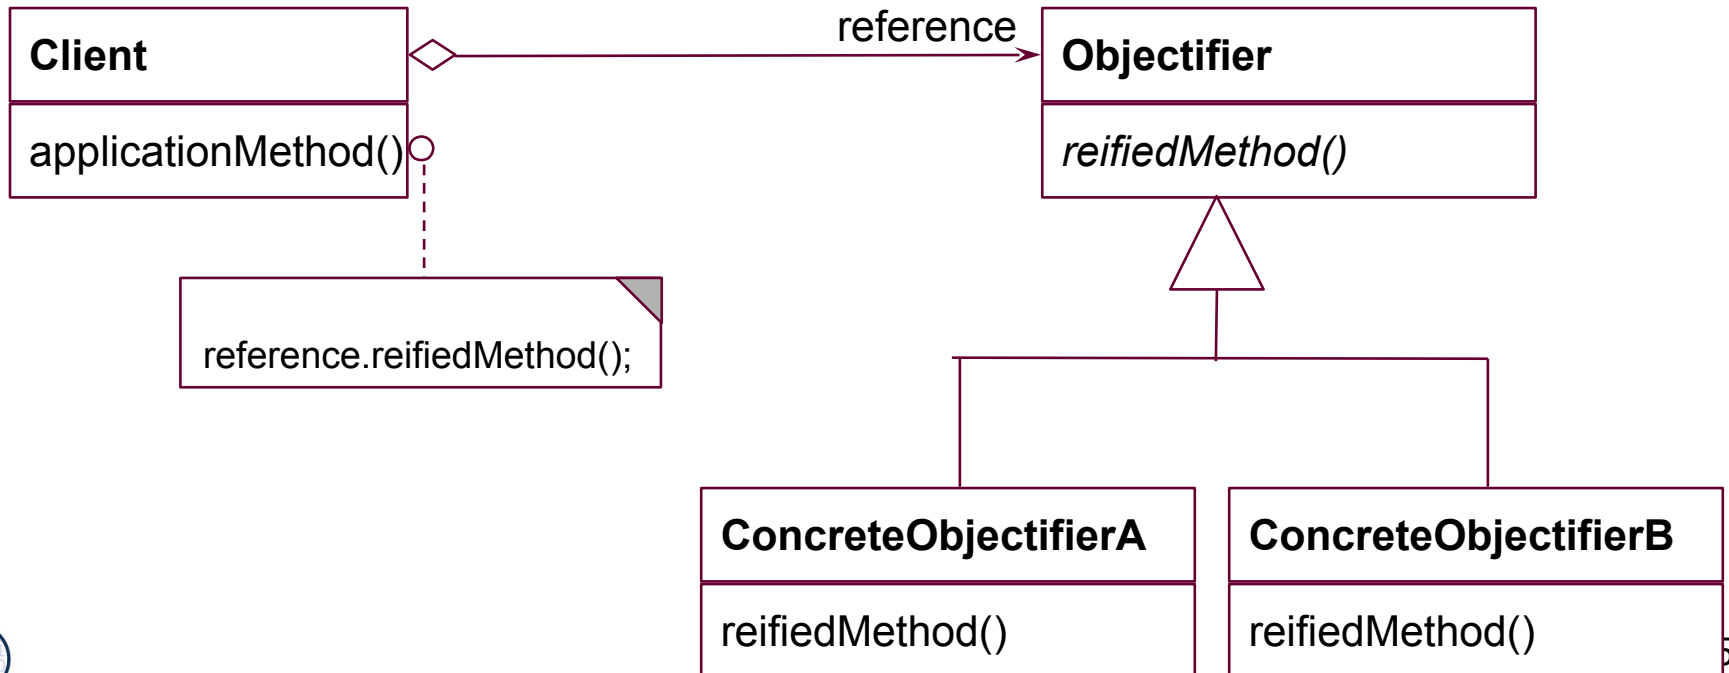 reference
Client
Objectifier
applicationMethod()
reifiedMethod()
reference.reifiedMethod();
ConcreteObjectifierA
ConcreteObjectifierB
reifiedMethod()
reifiedMethod()